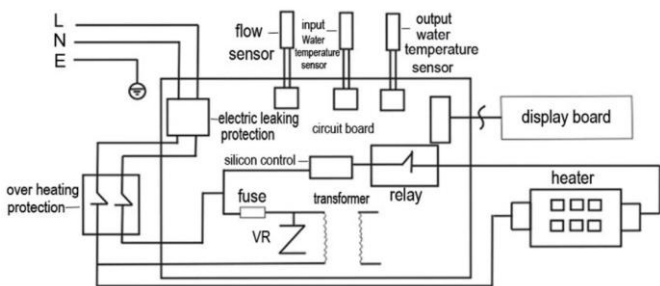 L
N
E
flow
sensor
input
Water
temperature
sensor
output
water
temperature
sensor
electric leaking
protection
circuit board
display board
silicon control
relay
heater
over heating
protection
fuse
transformer
VR